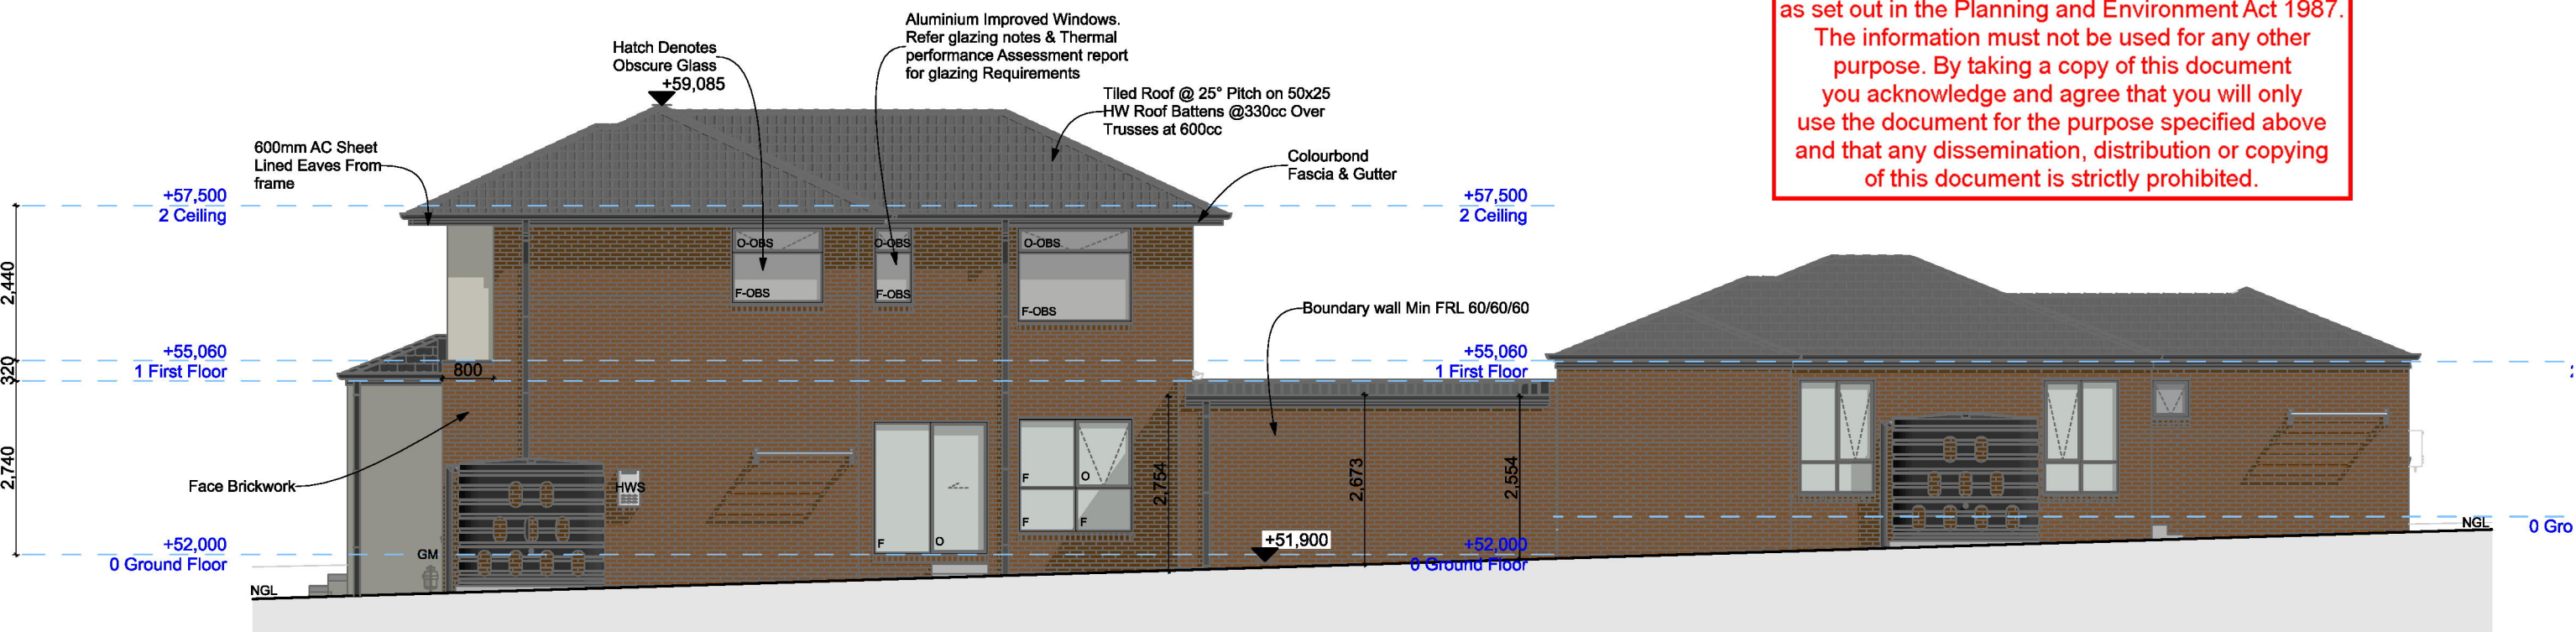 as set out in the Planning and Environment Act 1987.
The information must not be used for any other
purpose. By taking a copy of this document
you acknowledge and agree that you will only
use the document for the purpose specified above
and that any dissemination, distribution or copying
of this document is strictly prohibited.
Aluminium Improved Windows.
Refer glazing notes & Thermal
performance Assessment report
for glazing Requirements
Hatch Denotes
Obscure Glass
+59,085
Tiled Roof @ 25° Pitch on 50x25
HW Roof Battens @330cc Over
Trusses at 600cc
600mm AC Sheet
Lined Eaves From
frame
Colourbond
Fascia & Gutter
+57,500
2 Ceiling
+57,500
2 Ceiling
O-OBS
O-OBS
O-OBS
F-OBS
F-OBS
F-OBS
2,440
Boundary wall Min FRL 60/60/60
+55,060
1 First Floor
+55,060
1 First Floor
320
800
2,740
Face Brickwork
HWS
F
O
F
F
2,754
2,673
2,554
F
O
GM
+51,900
+52,000
0 Ground Floor
+52,000
0 Ground Floor
NGL
NGL
0 Gro